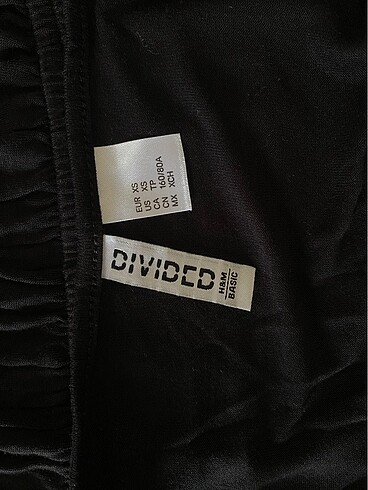 EUR XS
US XS
CA TP
CN 160/80A
MX XCH
DIVIDED
H&M
BASIC